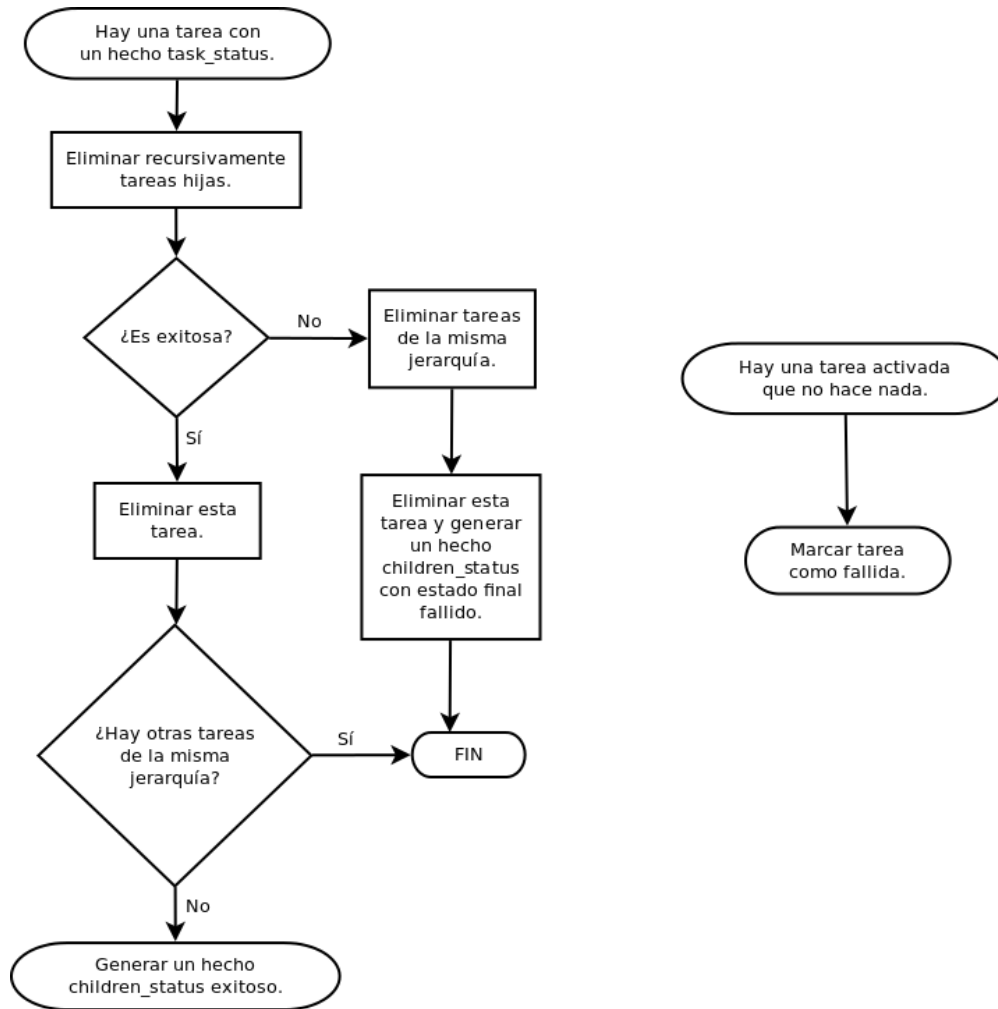 Hay una tarea con
un hecho task_status.
Eliminar recursivamente
tareas hijas.
¿Es exitosa?
No
Eliminar tareas
de la misma
jerarquía.
Sí
Eliminar esta
tarea.
Eliminar esta
tarea y generar
un hecho
children_status
con estado final
fallido.
¿Hay otras tareas
de la misma
jerarquía?
Sí
FIN
No
Generar un hecho
children_status exitoso.
Hay una tarea activada
que no hace nada.
Marcar tarea
como fallida.